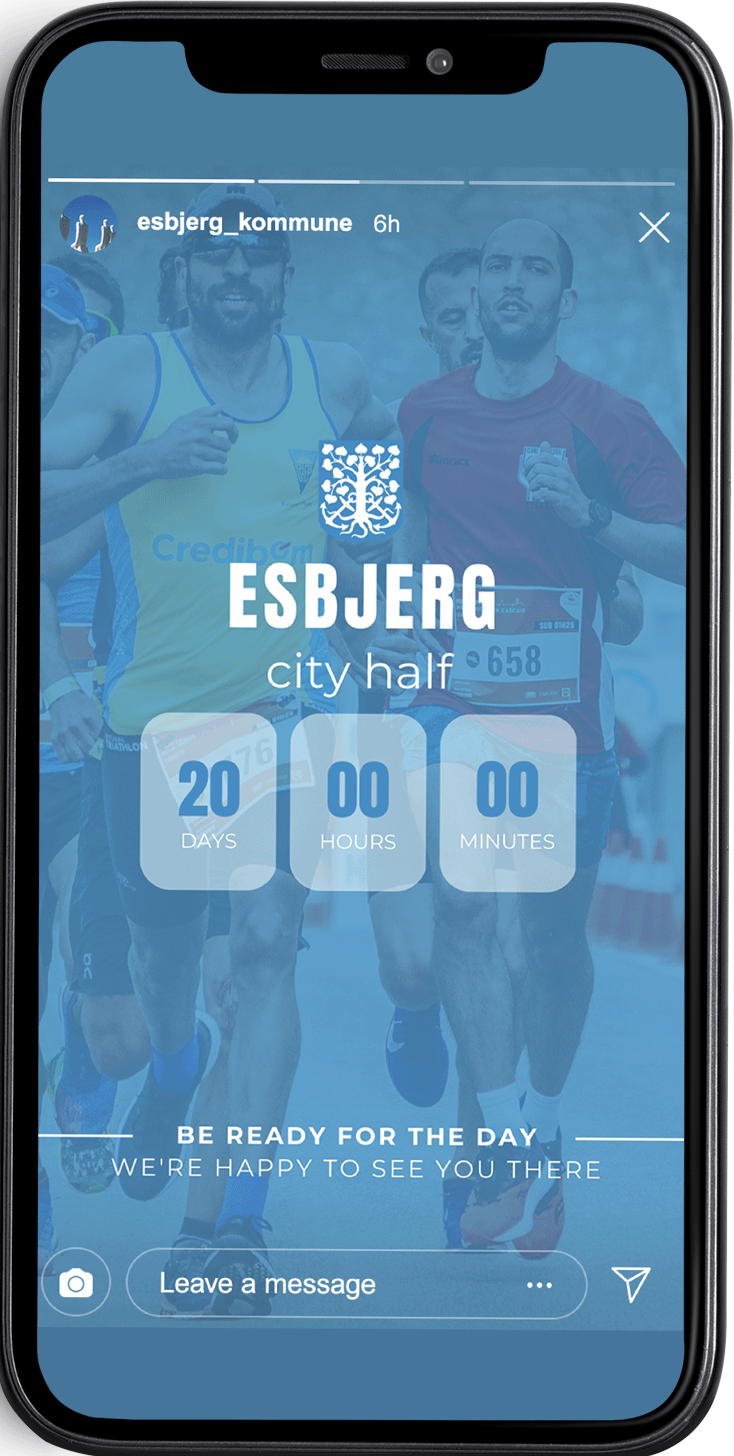 esbjerg_kommune 6h
Credibom
ESBJERG
city half
658
20 00 00
DAYS HOURS MINUTES
BE READY FOR THE DAY
WE'RE HAPPY TO SEE YOU THERE
Leave a message